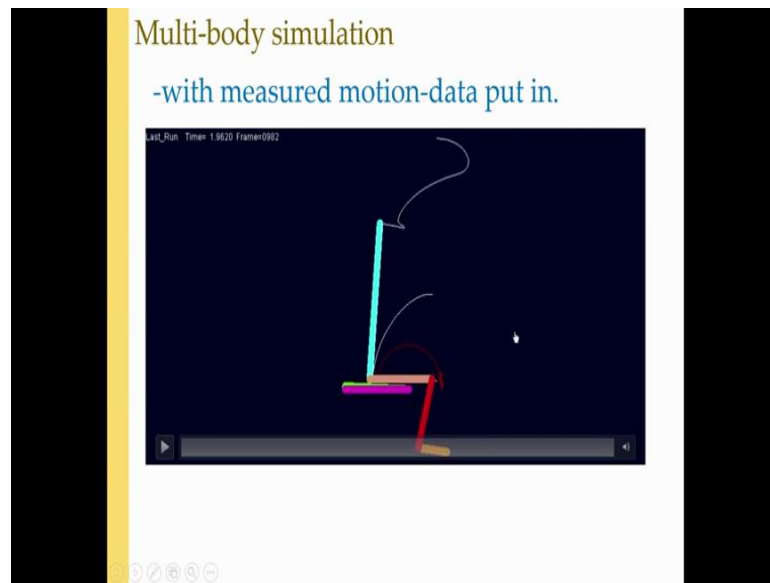 Multi-body simulation
-with measured motion-data put in.
Last_Run Time= 1.9620 Frame=0982